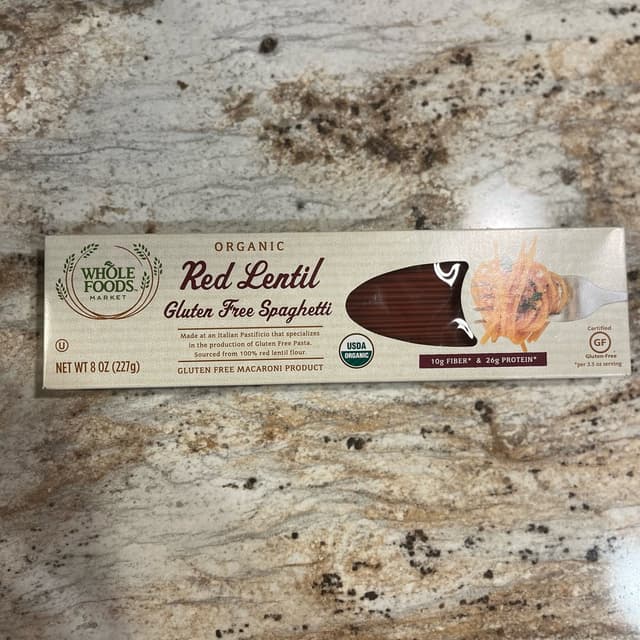 ORGANIC
Red Lentil
Gluten Free Spaghetti
WHOLE
FOODS
MARKET
Made at an Italian Pastificio that specializes
in the production of Gluten Free Pasta.
Sourced from 100% red lentil flour.
GLUTEN FREE MACARONI PRODUCT
U
NET WT 8 OZ (227g)
USDA
ORGANIC
10g FIBER* & 26g PROTEIN*
Certified
GF
Gluten-Free
*per 3.5 oz serving